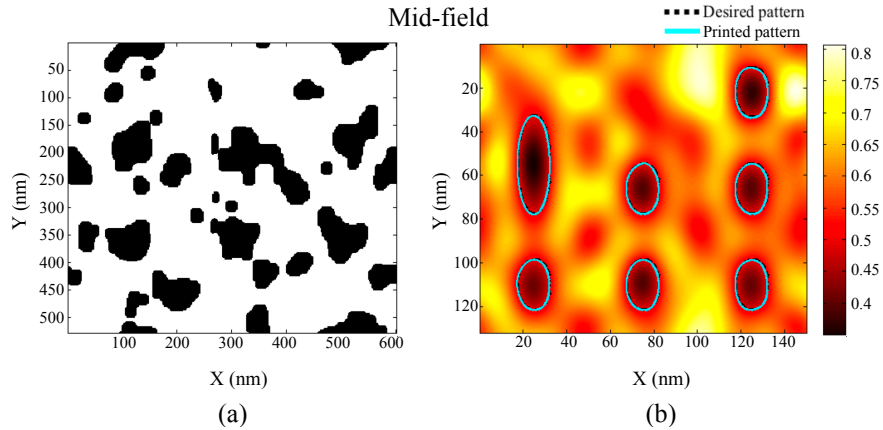 Mid-field
Desired pattern
Printed pattern
50
100
150
200
250
300
350
400
450
500
Y (nm)
100 200 300 400 500 600
X (nm)
(a)
20
40
60
80
100
120
Y (nm)
20 40 60 80 100 120 140
X (nm)
(b)
0.8
0.75
0.7
0.65
0.6
0.55
0.5
0.45
0.4